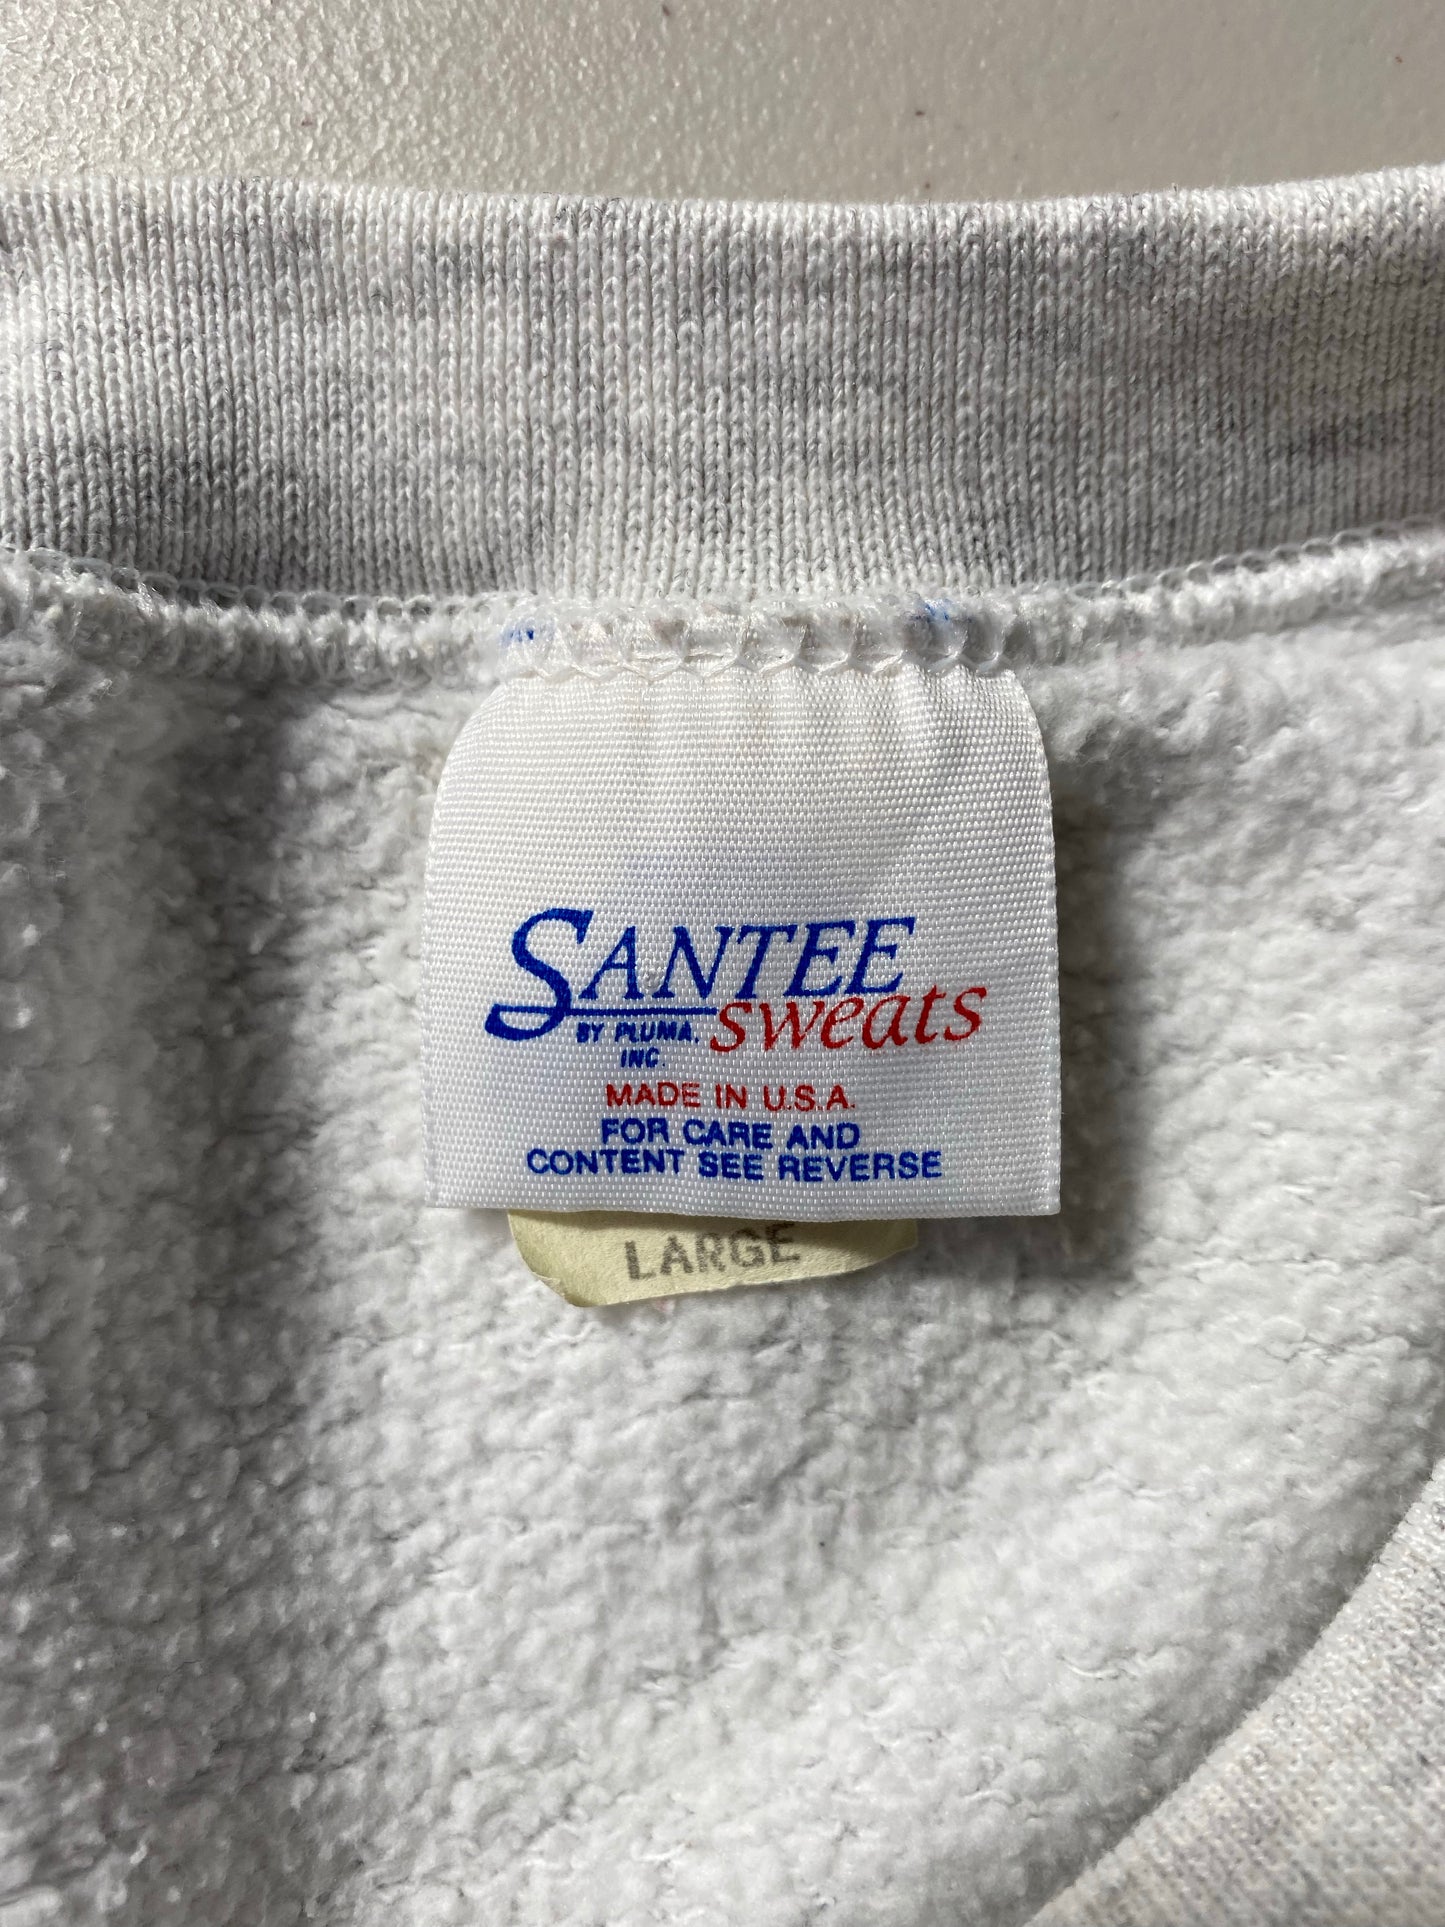 SANTEE
sweats
BY PLUMA,
INC.
MADE IN U.S.A.
FOR CARE AND
CONTENT SEE REVERSE
LARGE